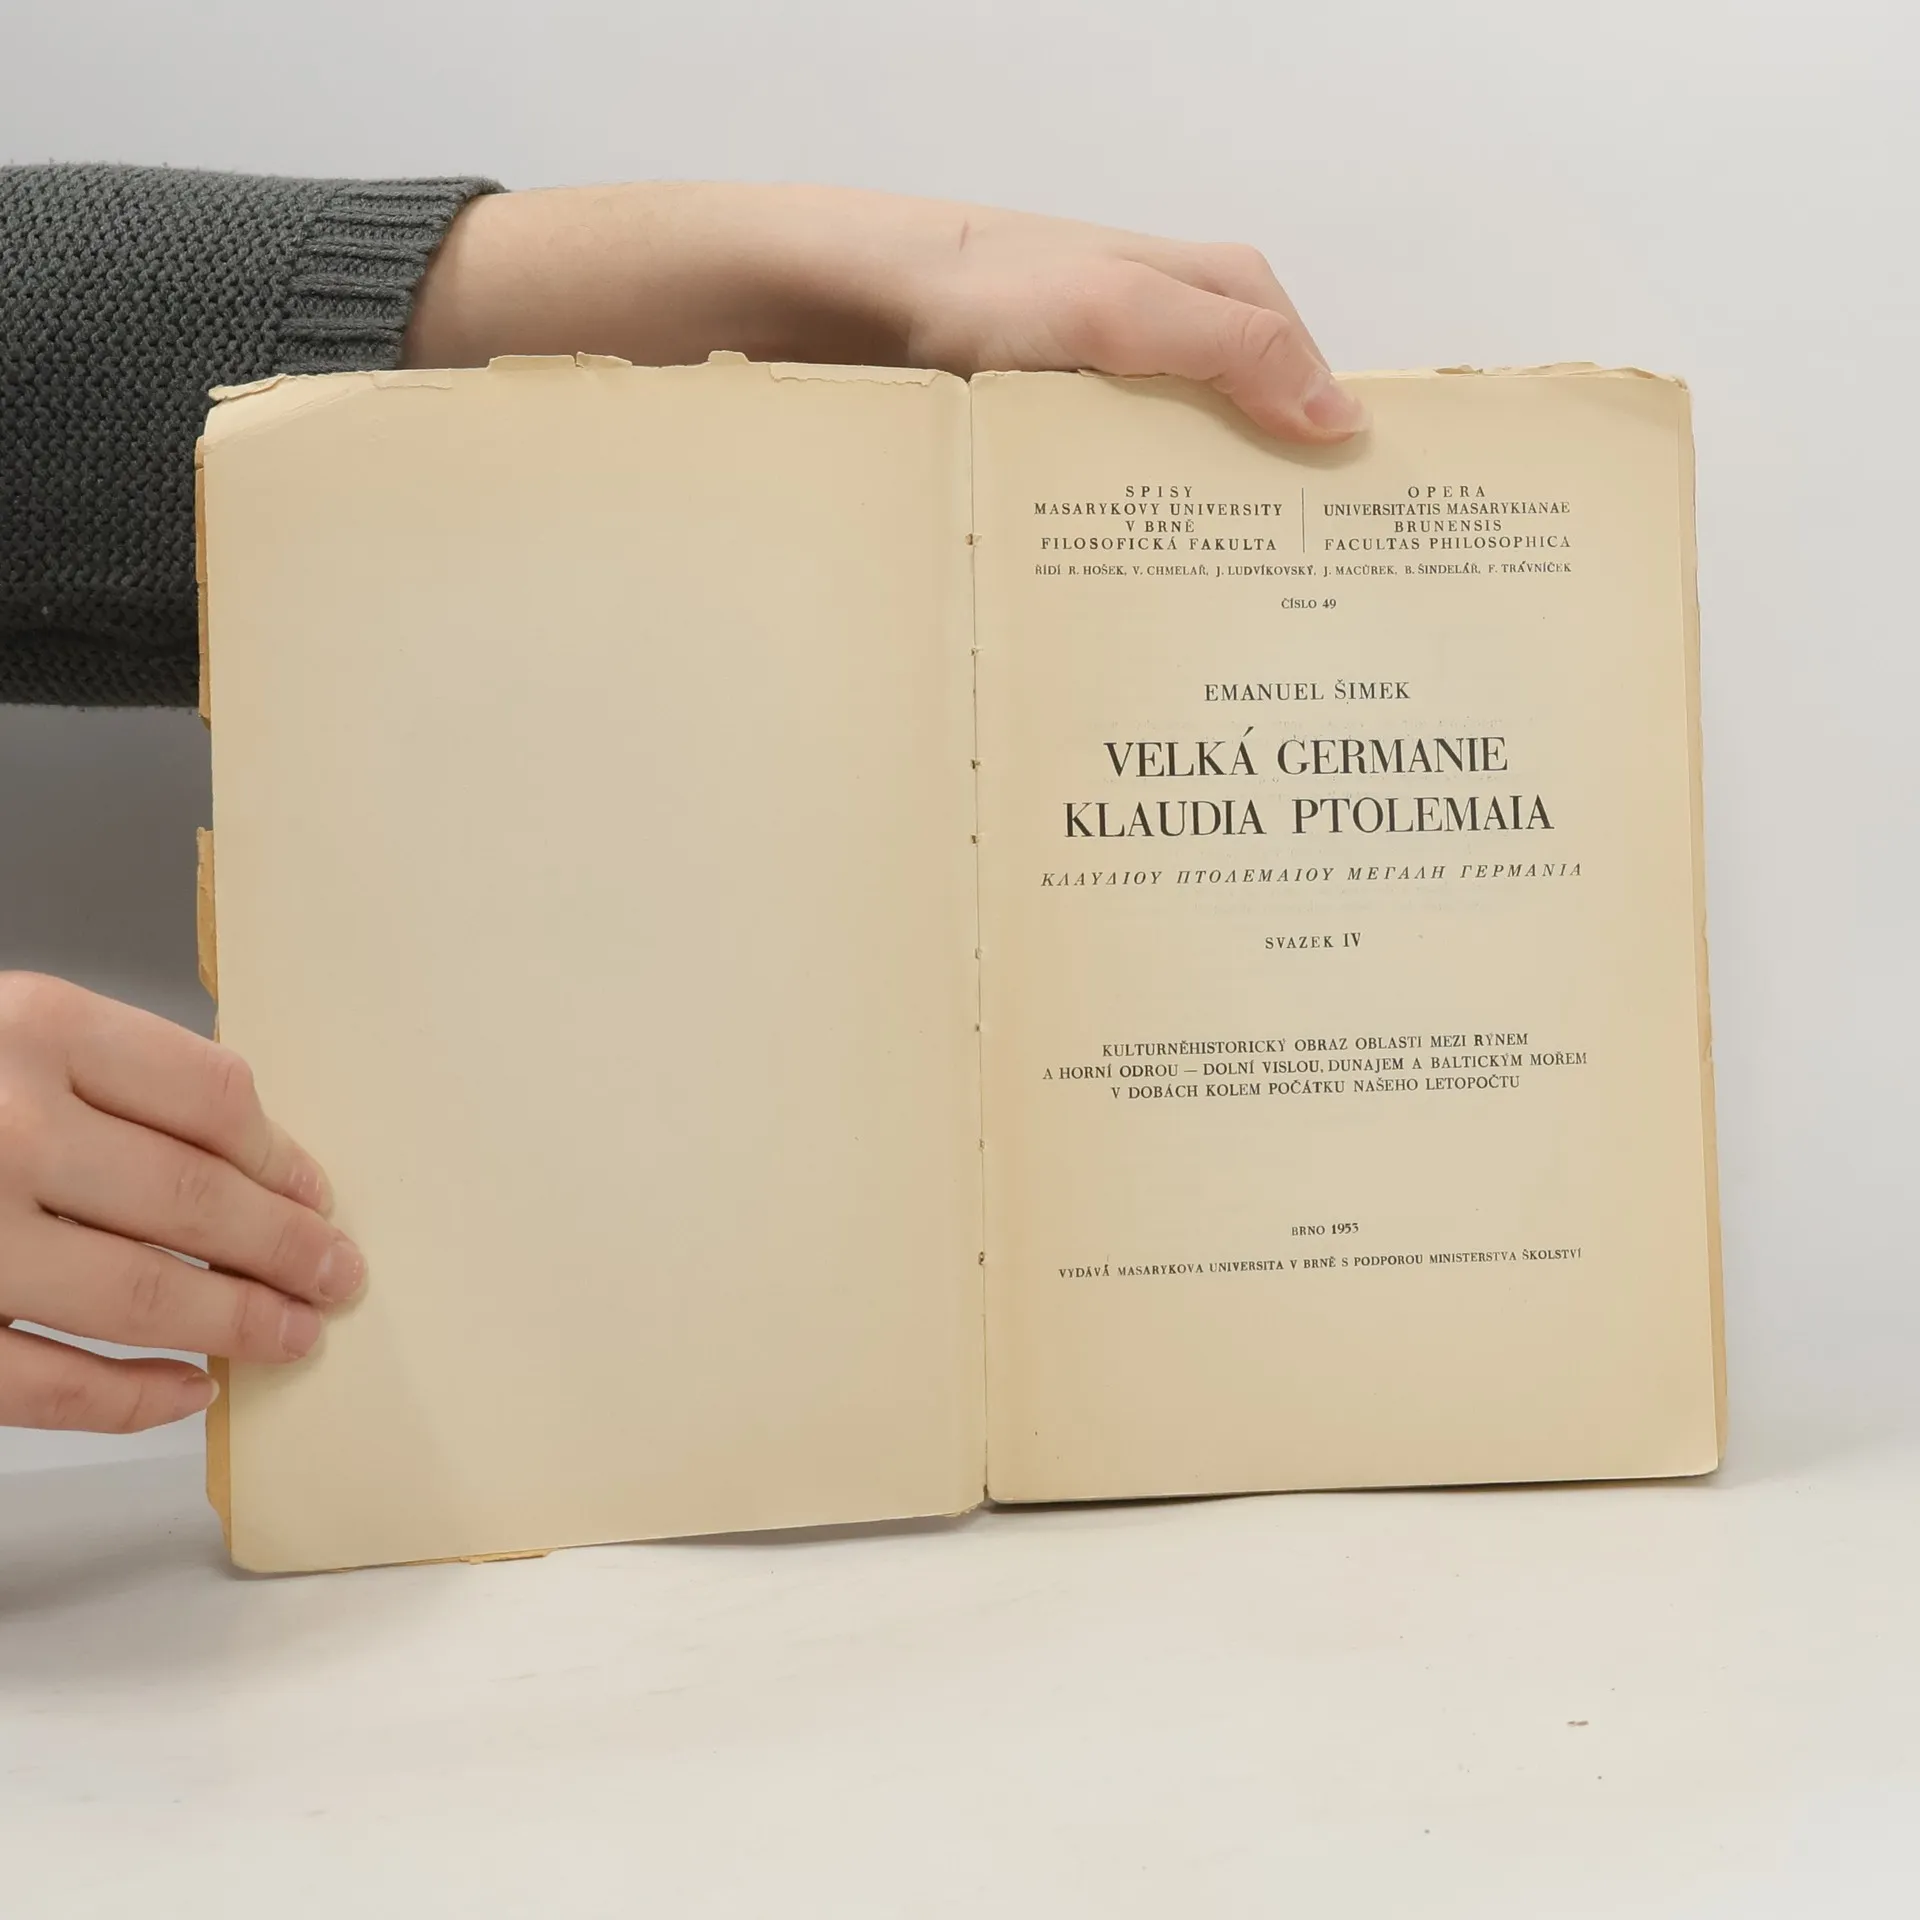 SPISY
MASARYKOVY UNIVERSITY
V BRNĚ
FILOSOFICKÁ FAKULTA
OPERA
UNIVERSITATIS MASARYKIANAE
BRUNENSIS
FACULTAS PHILOSOPHICA
ŘÍDÍ R. HOŠEK, V. CHMELAŘ, J. LUDVÍKOVSKÝ, J. MACŮREK, B. ŠINDELÁŘ, F. TRÁVNÍČEK
ČÍSLO 49
EMANUEL ŠIMEK
VELKÁ GERMANIE
KLAUDIA PTOLEMAIA
ΚΛΑΥΔΙΟΥ ΠΤΟΛΕΜΑΙΟΥ ΜΕΓΑΛΗ ΓΕΡΜΑΝΙΑ
SVAZEK IV
KULTURNĚHISTORICKÝ OBRAZ OBLASTI MEZI RÝNEM
A HORNÍ ODROU — DOLNÍ VISLOU, DUNAJEM A BALTICKÝM MOŘEM
V DOBÁCH KOLEM POČÁTKU NAŠEHO LETOPOČTU
BRNO 1953
VYDÁVÁ MASARYKOVA UNIVERSITA V BRNĚ S PODPOROU MINISTERSTVA ŠKOLSTVÍ